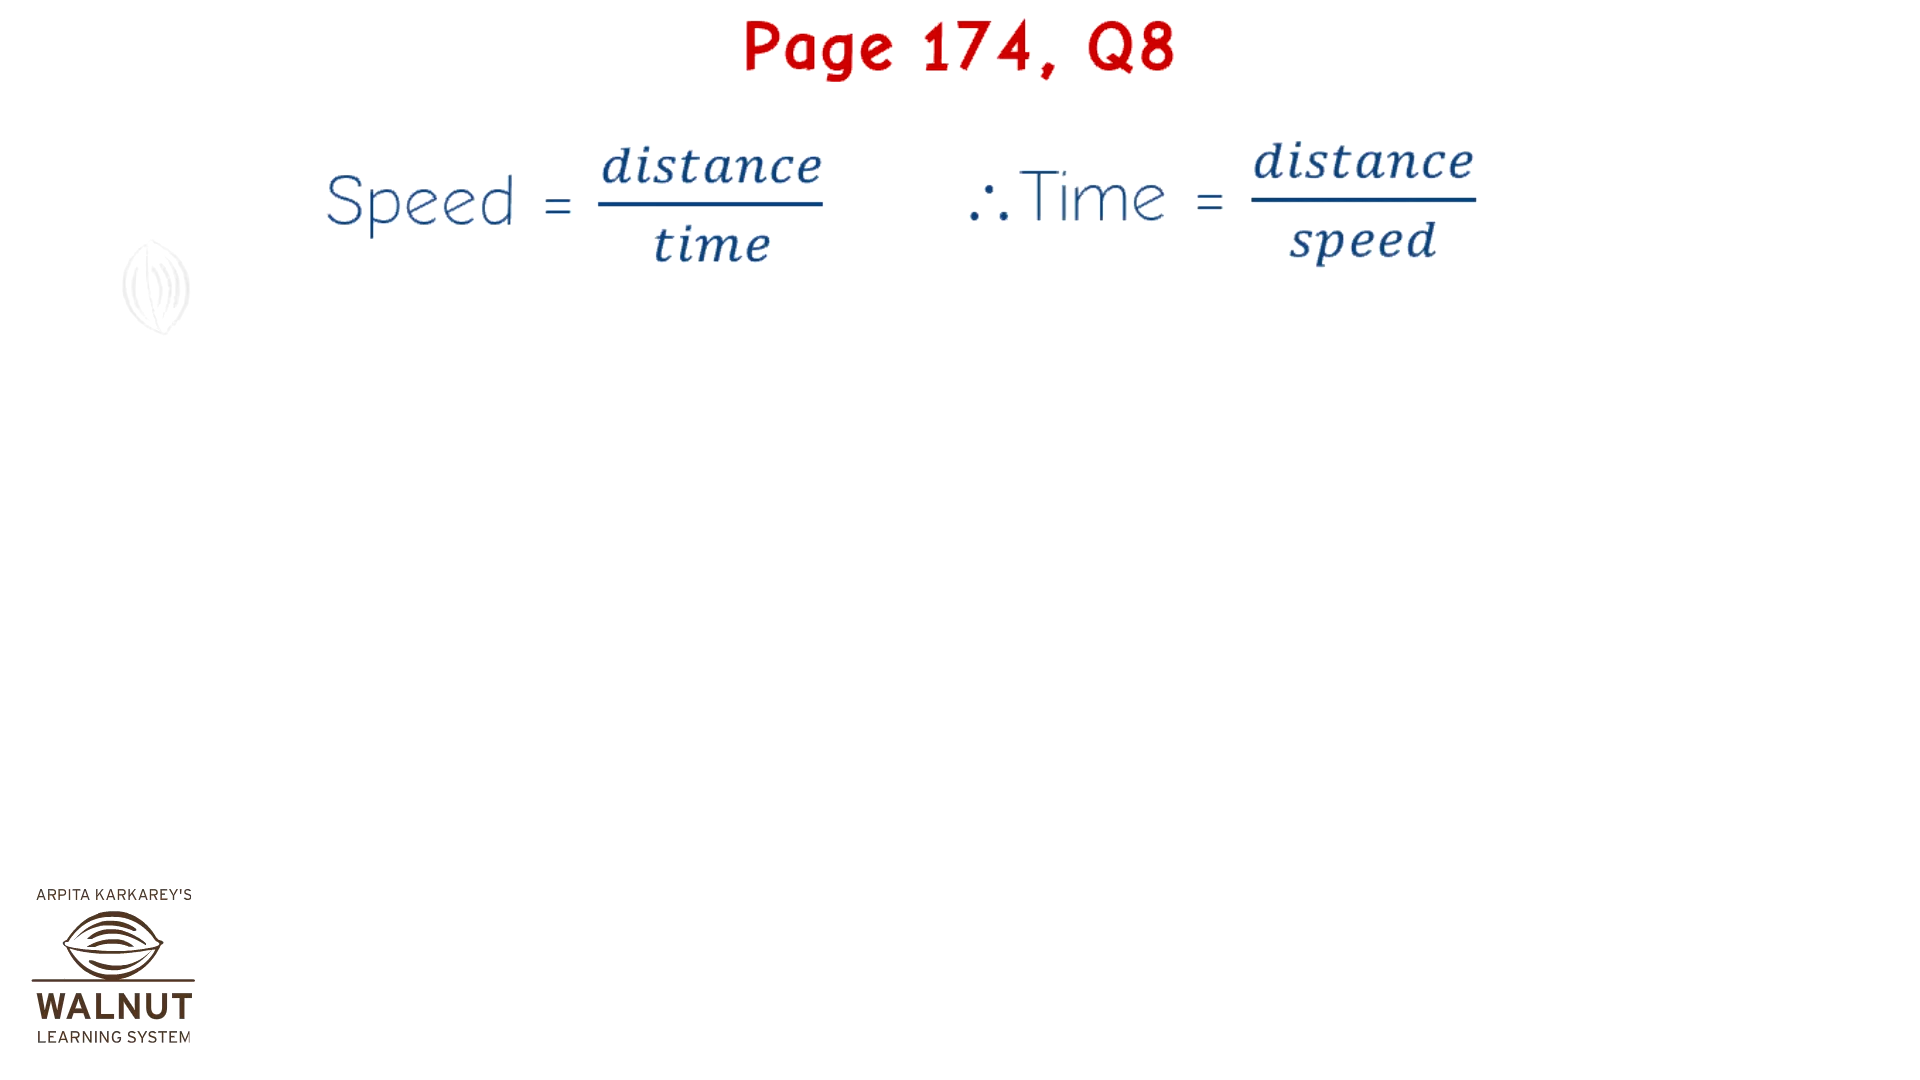 Page 174, Q8
Speed = distance / time ∴Time = distance / speed
ARPITA KARKAREY'S
WALNUT
LEARNING SYSTEM